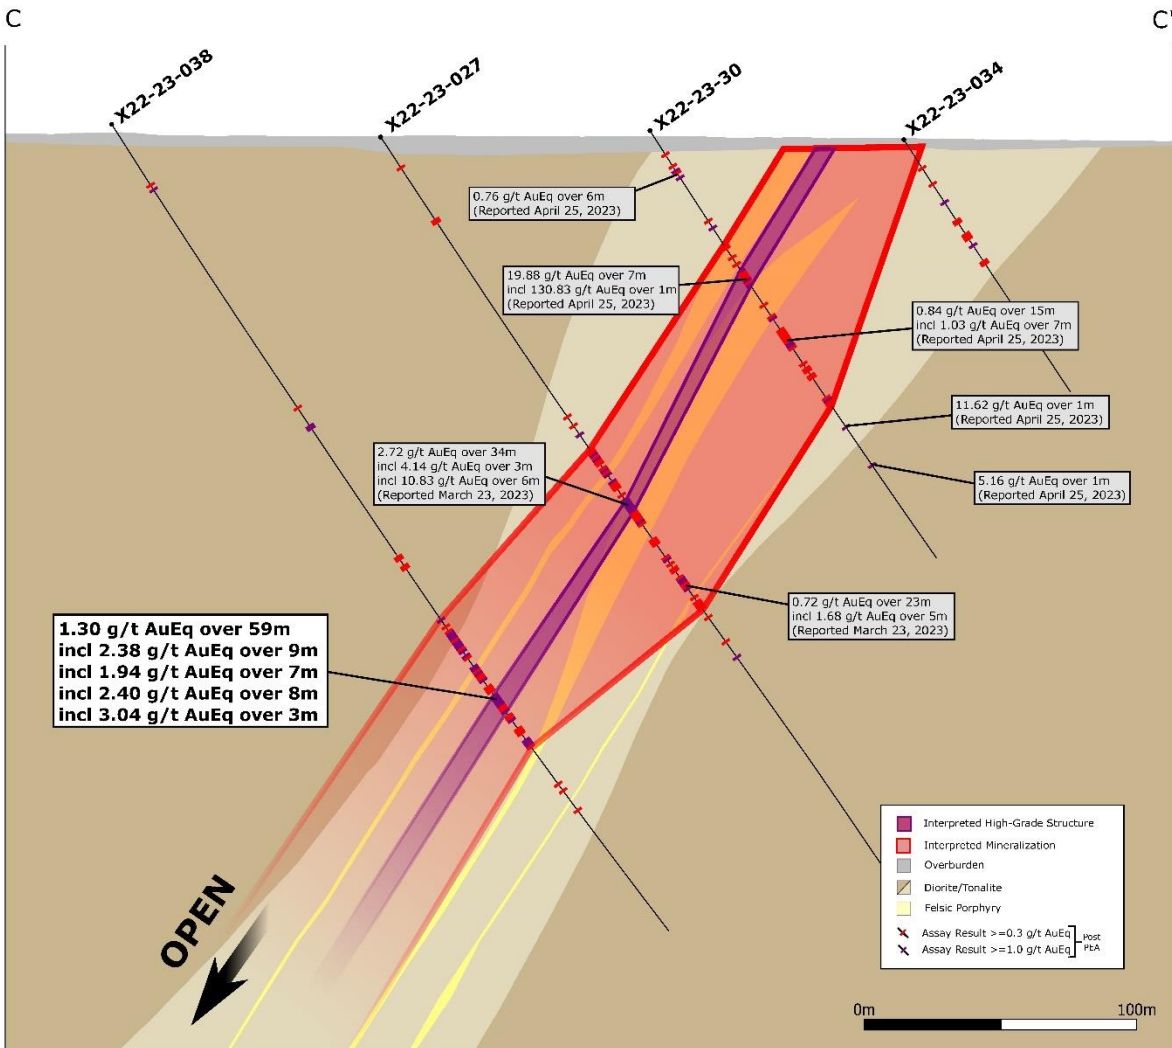 C
C'
X22-23-038
X22-23-027
X22-23-30
X22-23-034
0.76 g/t AuEq over 6m
(Reported April 25, 2023)
19.88 g/t AuEq over 7m
incl 130.83 g/t AuEq over 1m
(Reported April 25, 2023)
0.84 g/t AuEq over 15m
incl 1.03 g/t AuEq over 7m
(Reported April 25, 2023)
11.62 g/t AuEq over 1m
(Reported April 25, 2023)
2.72 g/t AuEq over 34m
incl 4.14 g/t AuEq over 3m
incl 10.83 g/t AuEq over 6m
(Reported March 23, 2023)
5.16 g/t AuEq over 1m
(Reported April 25, 2023)
0.72 g/t AuEq over 23m
incl 1.68 g/t AuEq over 5m
(Reported March 23, 2023)
1.30 g/t AuEq over 59m
incl 2.38 g/t AuEq over 9m
incl 1.94 g/t AuEq over 7m
incl 2.40 g/t AuEq over 8m
incl 3.04 g/t AuEq over 3m
OPEN
Interpreted High-Grade Structure
Interpreted Mineralization
Overburden
Diorite/Tonalite
Felsic Porphyry
Assay Result >=0.3 g/t AuEq
Assay Result >=1.0 g/t AuEq
Post
PEA
0m
100m